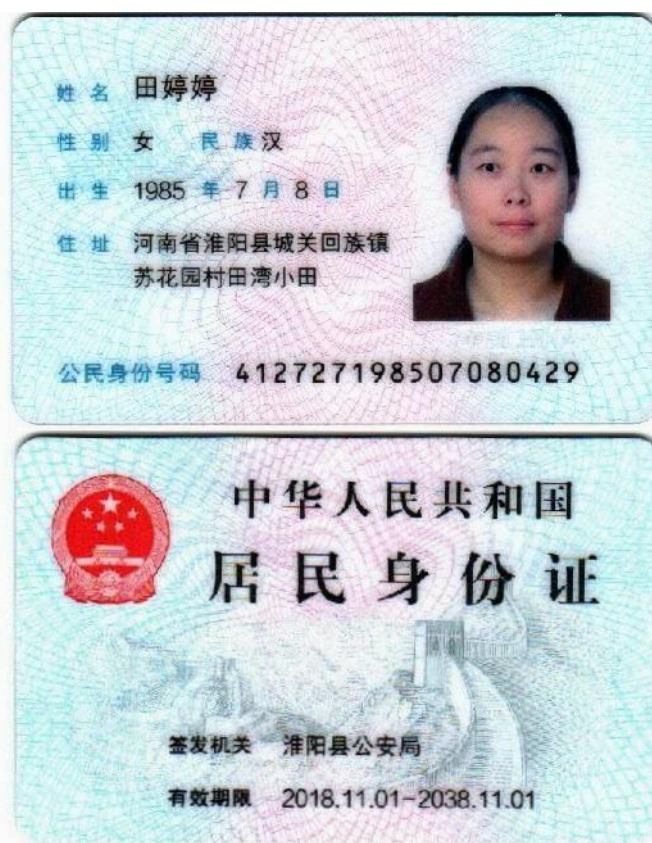 姓名 田婷婷
性别 女 民族 汉
出生 1985 年 7 月 8 日
住址 河南省淮阳县城关回族镇
苏花园村田湾小田
公民身份号码 412727198507080429
中华人民共和国
居民身份证
签发机关 淮阳县公安局
有效期限 2018.11.01-2038.11.01